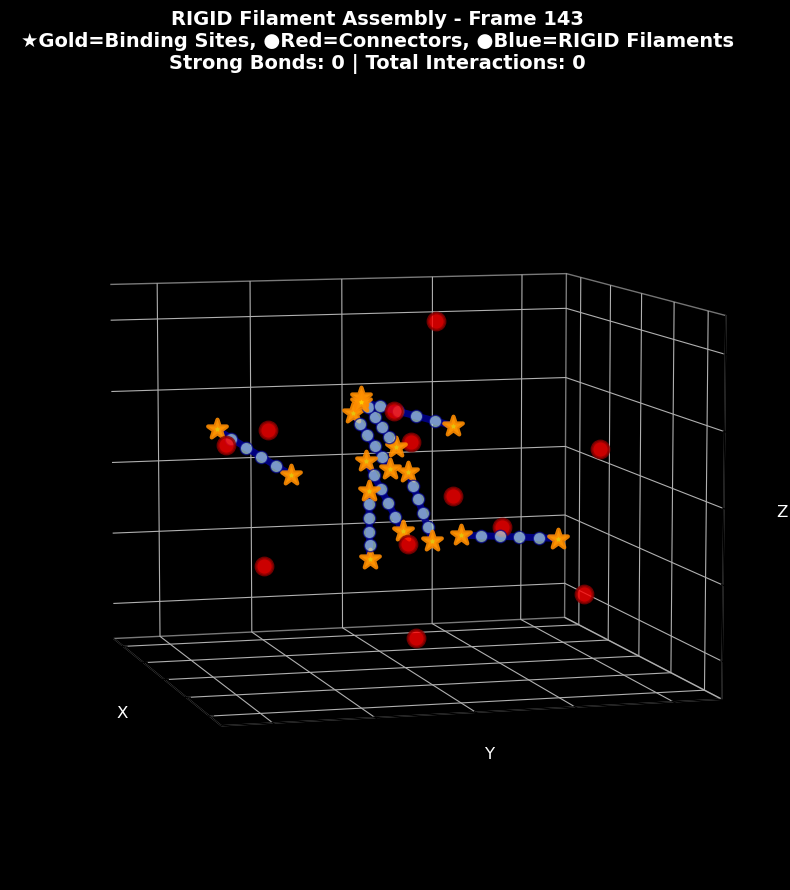 RIGID Filament Assembly - Frame 143
★Gold=Binding Sites, ●Red=Connectors, ●Blue=RIGID Filaments
Strong Bonds: 0 | Total Interactions: 0
Z
X
Y